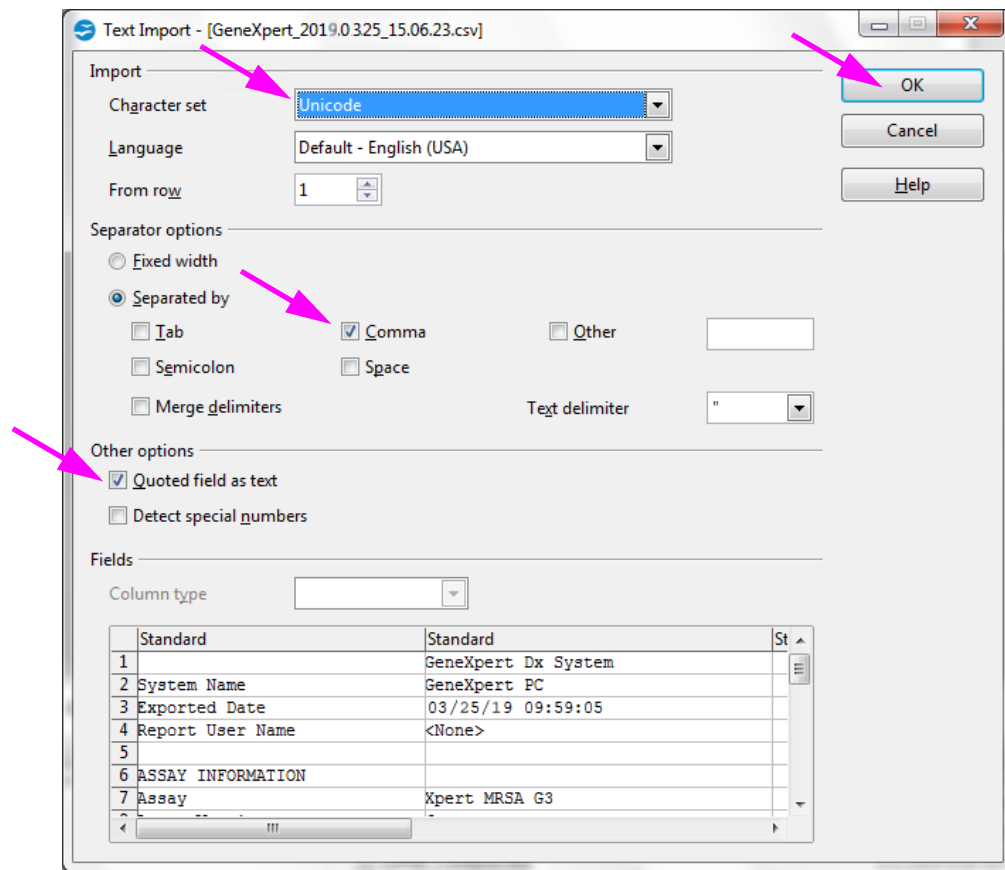 Text Import - [GeneXpert_2019.0325_15.06.23.csv]
Import
OK
Character set
Unicode
Cancel
Language
Default - English (USA)
From row
1
Help
Separator options
Fixed width
Separated by
Tab
Comma
Other
Semicolon
Space
Merge delimiters
Text delimiter
"
Other options
Quoted field as text
Detect special numbers
Fields
Column type
Standard Standard St
1 GeneXpert Dx System
2 System Name GeneXpert PC
3 Exported Date 03/25/19 09:59:05
4 Report User Name <None>
5
6 ASSAY INFORMATION
7 Assay Xpert MRSA G3